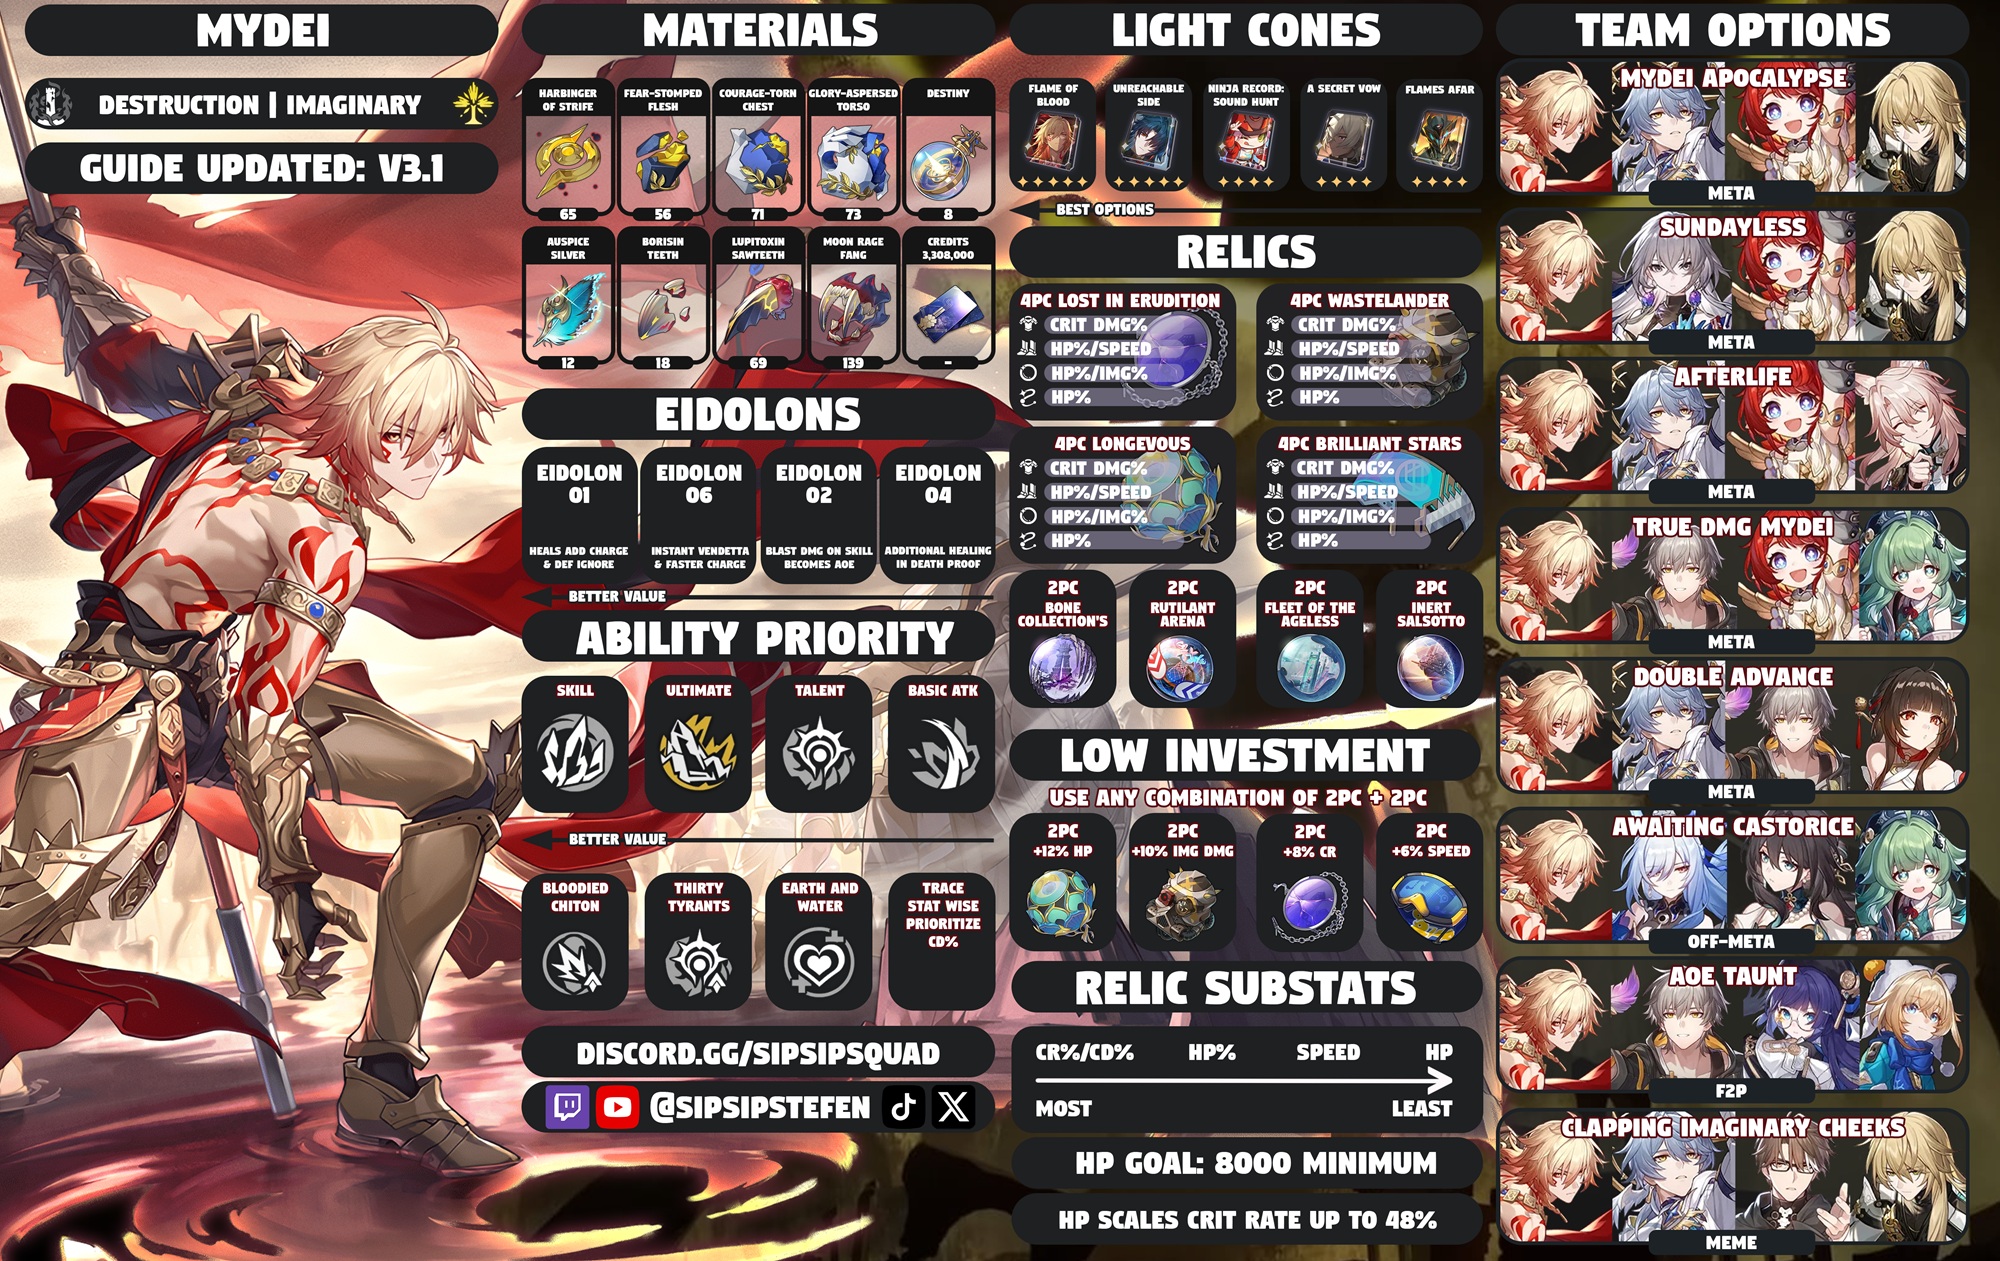 MYDEI
DESTRUCTION | IMAGINARY
GUIDE UPDATED: V3.1
MATERIALS
HARBINGER
OF STRIFE
65
FEAR-STOMPED
FLESH
56
COURAGE-TORN
CHEST
71
GLORY-ASPERSED
TORSO
73
DESTINY
8
AUSPICE
SILVER
12
BORISIN
TEETH
18
LUPITOXIN
SAWTEETH
69
MOON RAGE
FANG
139
CREDITS
3,308,000
-
EIDOLONS
EIDOLON
01
HEALS ADD CHARGE
& DEF IGNORE
EIDOLON
06
INSTANT VENDETTA
& FASTER CHARGE
EIDOLON
02
BLAST DMG ON SKILL
BECOMES AOE
EIDOLON
04
ADDITIONAL HEALING
IN DEATH PROOF
BETTER VALUE
ABILITY PRIORITY
SKILL
ULTIMATE
TALENT
BASIC ATK
BETTER VALUE
BLOODIED
CHITON
THIRTY
TYRANTS
EARTH AND
WATER
TRACE
STAT WISE
PRIORITIZE
CD%
DISCORD.GG/SIPSIPSQUAD
@SIPSIPSTEFEN
LIGHT CONES
FLAME OF
BLOOD
UNREACHABLE
SIDE
NINJA RECORD:
SOUND HUNT
A SECRET VOW
FLAMES AFAR
BEST OPTIONS
RELICS
4PC LOST IN ERUDITION
CRIT DMG%
HP%/SPEED
HP%/IMG%
HP%
4PC WASTELANDER
CRIT DMG%
HP%/SPEED
HP%/IMG%
HP%
4PC LONGEVOUS
CRIT DMG%
HP%/SPEED
HP%/IMG%
HP%
4PC BRILLIANT STARS
CRIT DMG%
HP%/SPEED
HP%/IMG%
HP%
2PC
BONE
COLLECTION'S
2PC
RUTILANT
ARENA
2PC
FLEET OF THE
AGELESS
2PC
INERT
SALSOTTO
LOW INVESTMENT
USE ANY COMBINATION OF 2PC + 2PC
2PC
+12% HP
2PC
+10% IMG DMG
2PC
+8% CR
2PC
+6% SPEED
RELIC SUBSTATS
CR%/CD% HP% SPEED HP
MOST LEAST
HP GOAL: 8000 MINIMUM
HP SCALES CRIT RATE UP TO 48%
TEAM OPTIONS
MYDEI APOCALYPSE
META
SUNDAYLESS
META
AFTERLIFE
META
TRUE DMG MYDEI
META
DOUBLE ADVANCE
META
AWAITING CASTORICE
OFF-META
AOE TAUNT
F2P
CLAPPING IMAGINARY CHEEKS
MEME